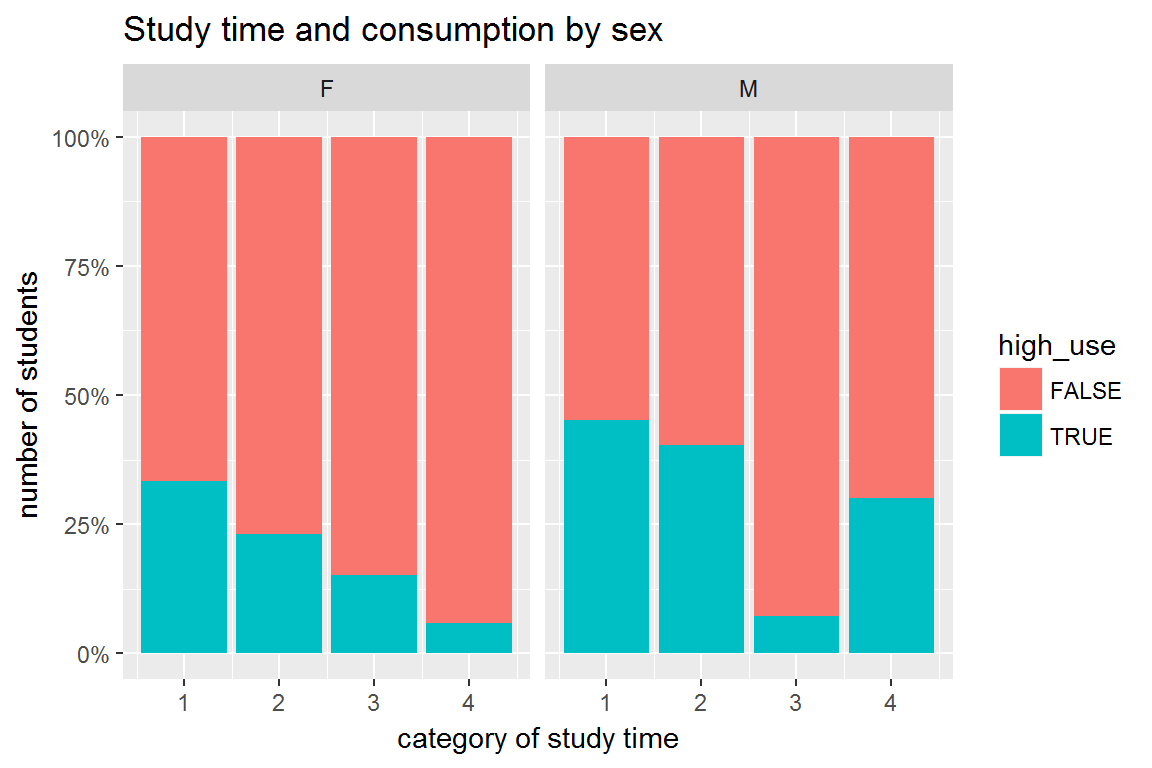 Study time and consumption by sex
F
M
100%
75%
50%
25%
0%
number of students
1 2 3 4
1 2 3 4
category of study time
high_use
FALSE
TRUE